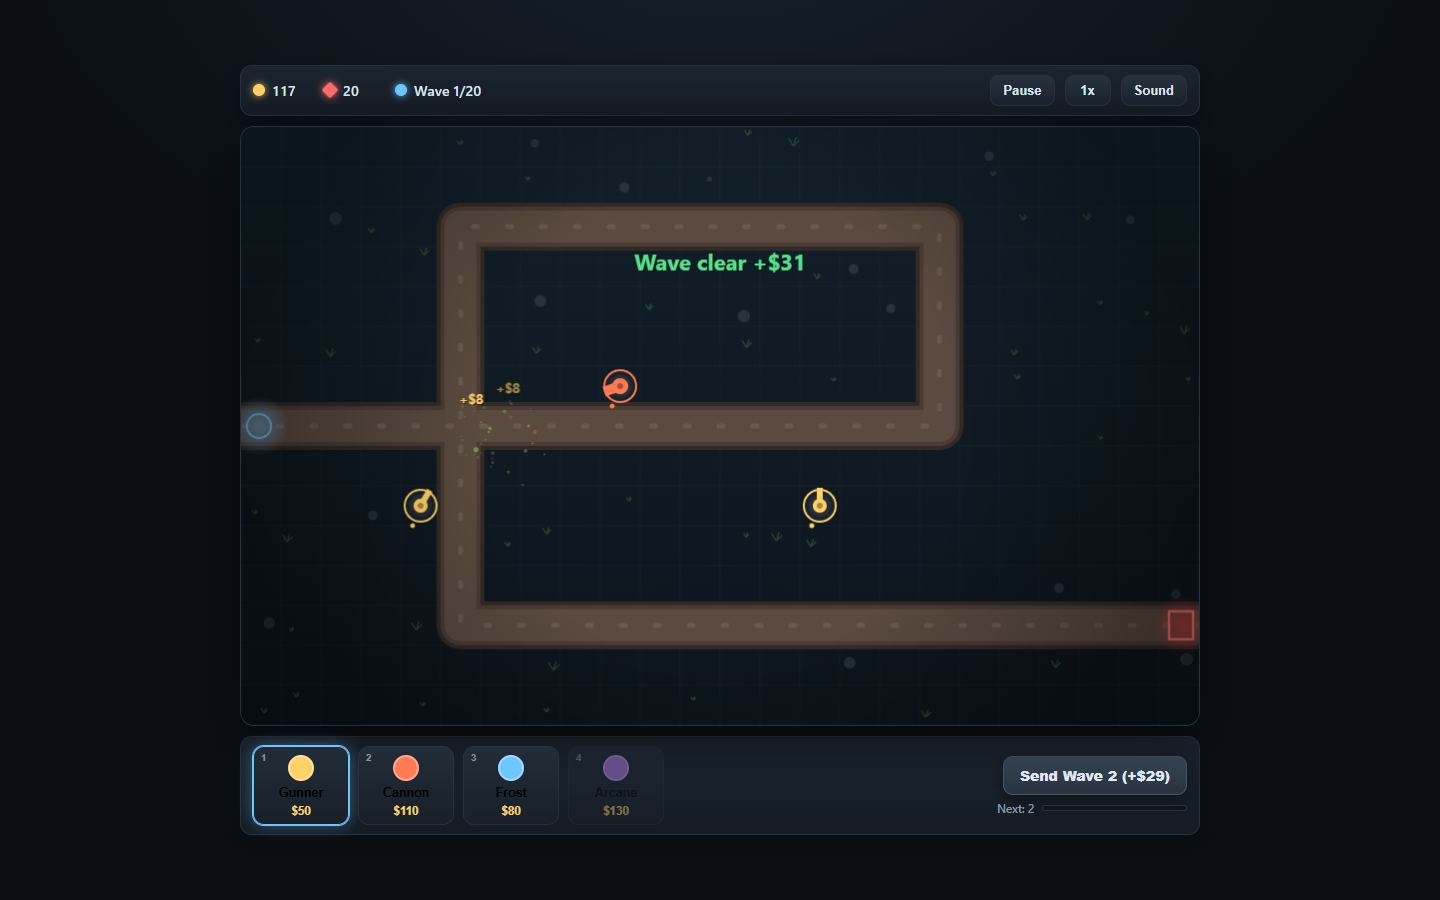 117
20
Wave 1/20
Pause
1x
Sound
Wave clear +$31
+$8
+$8
1
Gunner
$50
2
Cannon
$110
3
Frost
$80
4
Arcane
$130
Send Wave 2 (+$29)
Next: 2